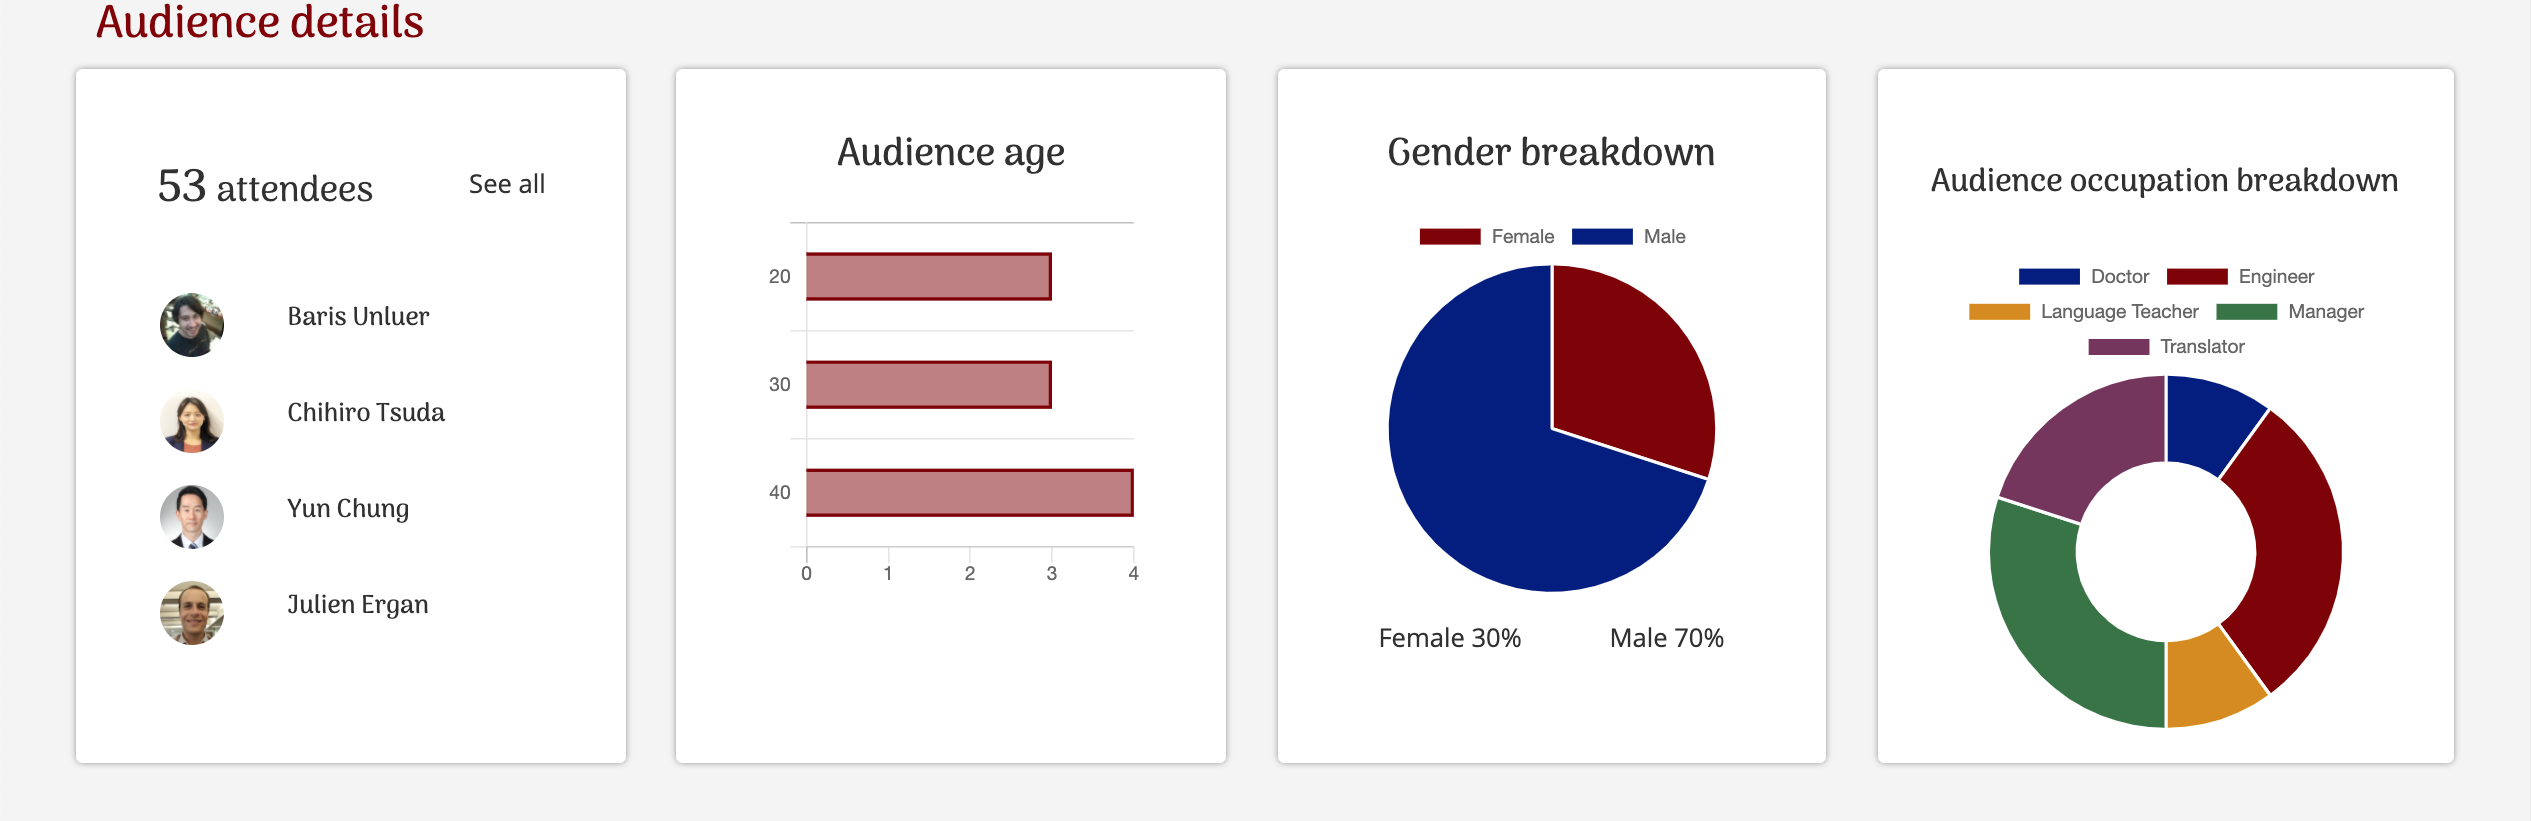 Audience details
53 attendees
See all
Baris Unluer
Chihiro Tsuda
Yun Chung
Julien Ergan
Audience age
20
30
40
0 1 2 3 4
Gender breakdown
Female Male
Female 30% Male 70%
Audience occupation breakdown
Doctor Engineer
Language Teacher Manager
Translator